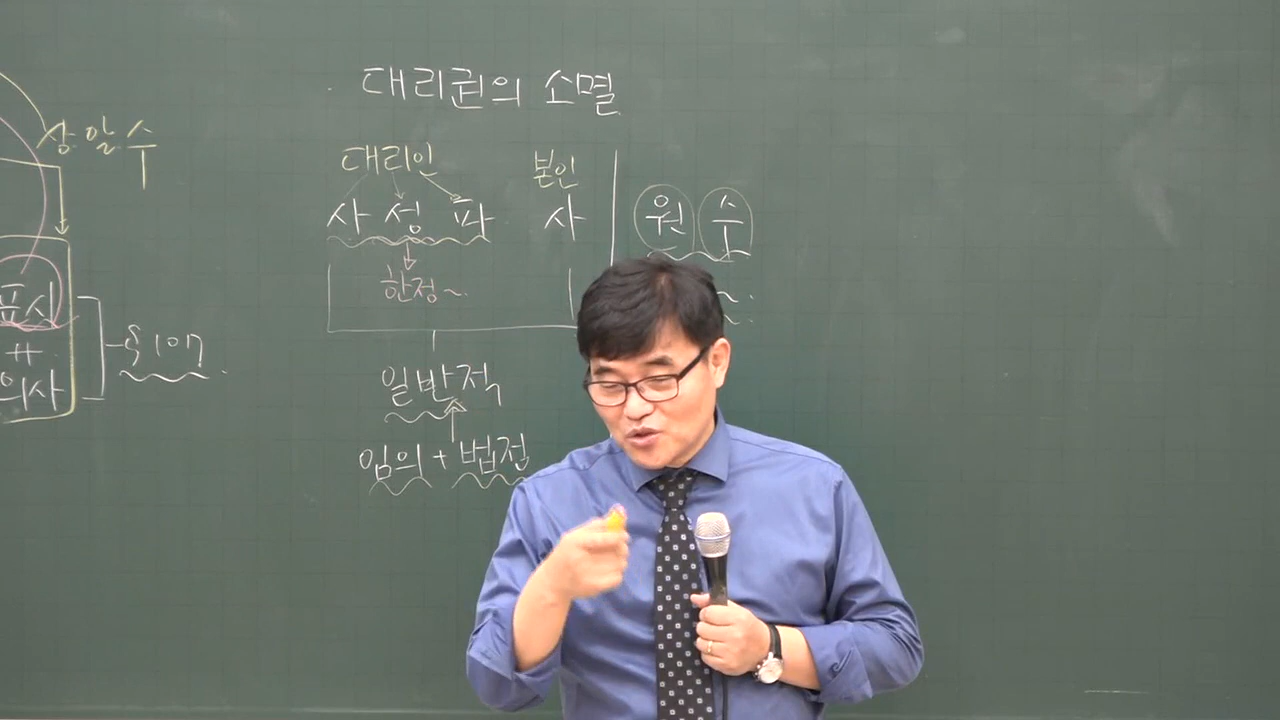 대리권의 소멸
상 일 수
대리인
본인
사 성 파
사
원 수
한정~
표시
의사
일반적
임의 + 법정